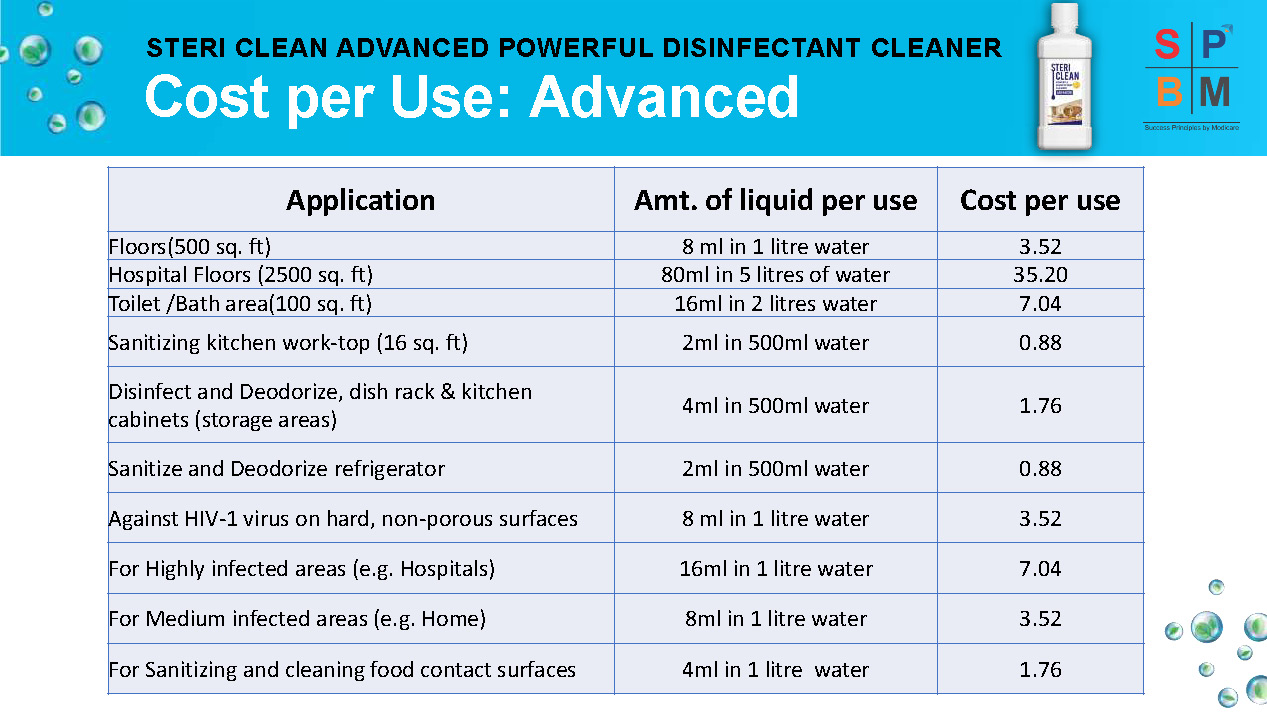 STERI CLEAN ADVANCED POWERFUL DISINFECTANT CLEANER
Cost per Use: Advanced
STERI
CLEAN
S P
B M
Success Principles by Modicare
Application Amt. of liquid per use Cost per use
Floors(500 sq. ft) 8 ml in 1 litre water 3.52
Hospital Floors (2500 sq. ft) 80ml in 5 litres of water 35.20
Toilet /Bath area(100 sq. ft) 16ml in 2 litres water 7.04
Sanitizing kitchen work-top (16 sq. ft) 2ml in 500ml water 0.88
Disinfect and Deodorize, dish rack & kitchen
cabinets (storage areas) 4ml in 500ml water 1.76
Sanitize and Deodorize refrigerator 2ml in 500ml water 0.88
Against HIV-1 virus on hard, non-porous surfaces 8 ml in 1 litre water 3.52
For Highly infected areas (e.g. Hospitals) 16ml in 1 litre water 7.04
For Medium infected areas (e.g. Home) 8ml in 1 litre water 3.52
For Sanitizing and cleaning food contact surfaces 4ml in 1 litre  water 1.76